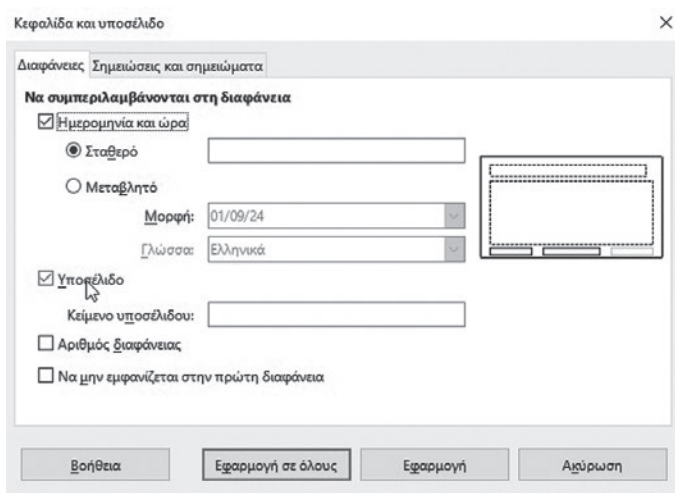 Κεφαλίδα και υποσέλιδο
Διαφάνειες Σημειώσεις και σημειώματα
Να συμπεριλαμβάνονται στη διαφάνεια
Ημερομηνία και ώρα
Σταθερό
Μεταβλητό
Μορφή: 01/09/24
Γλώσσα: Ελληνικά
Υποσέλιδο
Κείμενο υποσέλιδου:
Αριθμός διαφάνειας
Να μην εμφανίζεται στην πρώτη διαφάνεια
Βοήθεια Εφαρμογή σε όλους Εφαρμογή Ακύρωση